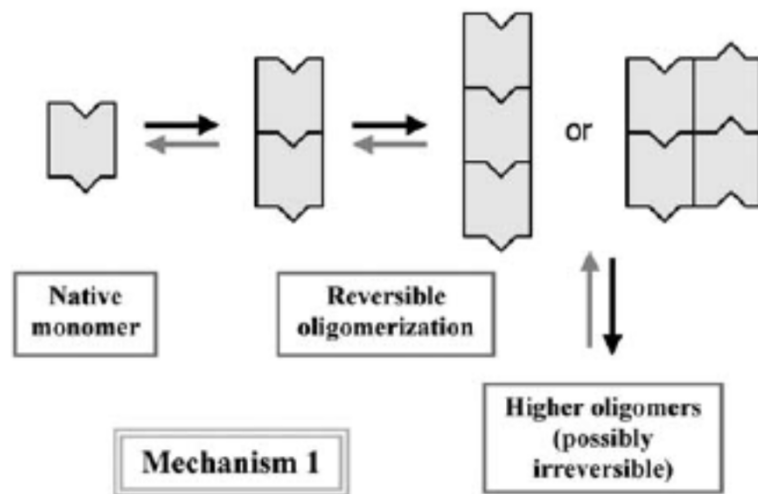 or
Native
monomer
Reversible
oligomerization
Higher oligomers
(possibly
irreversible)
Mechanism 1